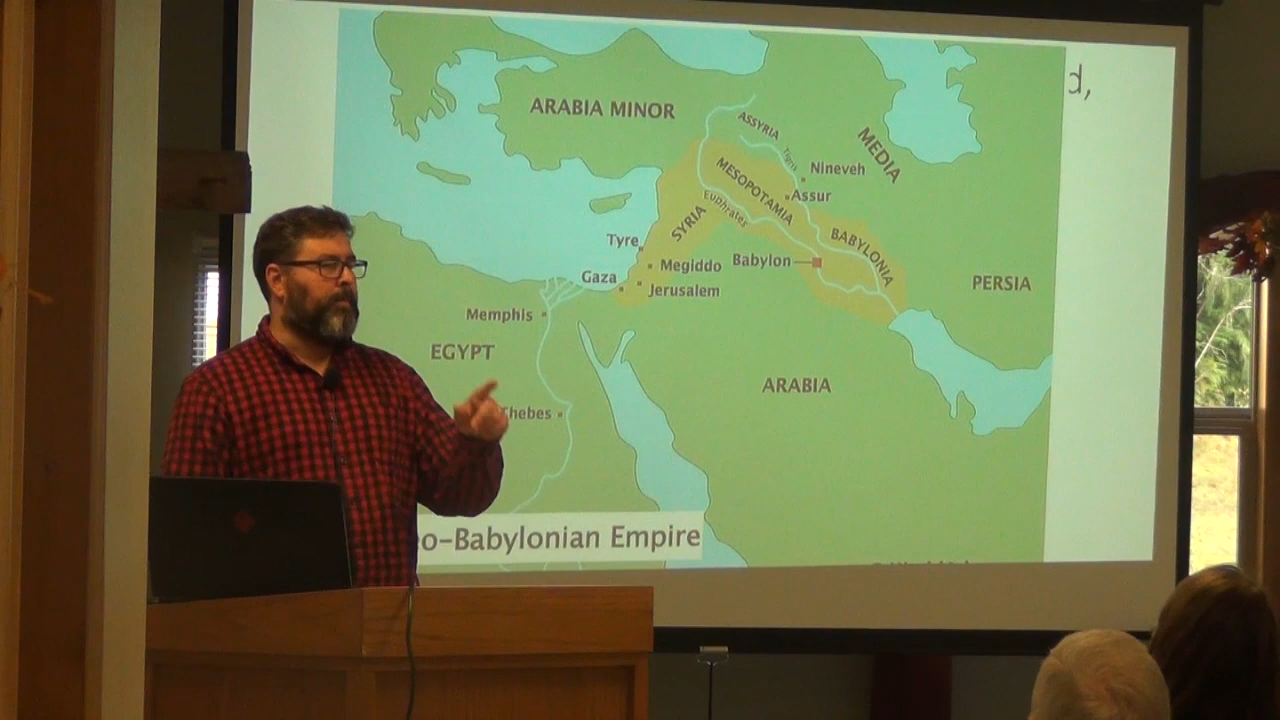 d,
ARABIA MINOR
ASSYRIA
Tigris
MEDIA
Nineveh
MESOPOTAMIA
Assur
Euphrates
SYRIA
BABYLONIA
Tyre
Babylon
Megiddo
Gaza
Jerusalem
PERSIA
Memphis
EGYPT
ARABIA
Thebes
o-Babylonian Empire